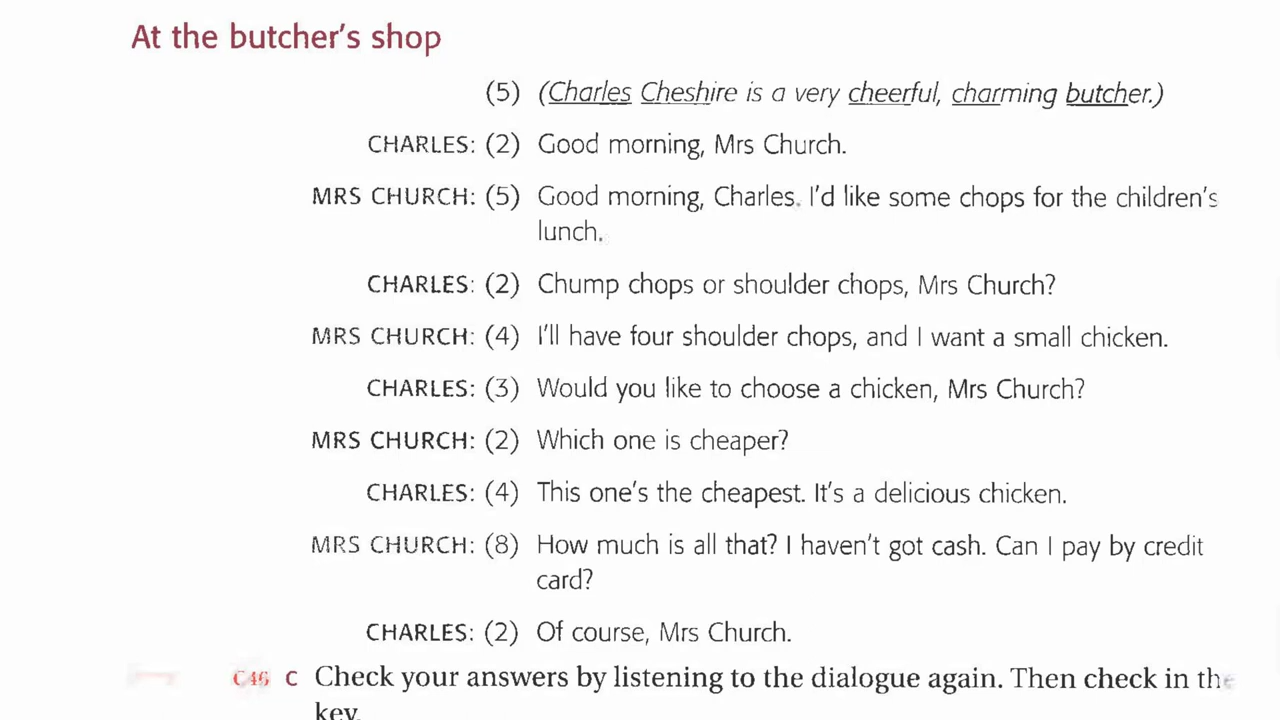 At the butcher's shop
(5) (Charles Cheshire is a very cheerful, charming butcher.)
CHARLES: (2) Good morning, Mrs Church.
MRS CHURCH: (5) Good morning, Charles. I'd like some chops for the children's
lunch.
CHARLES: (2) Chump chops or shoulder chops, Mrs Church?
MRS CHURCH: (4) I'll have four shoulder chops, and I want a small chicken.
CHARLES: (3) Would you like to choose a chicken, Mrs Church?
MRS CHURCH: (2) Which one is cheaper?
CHARLES: (4) This one's the cheapest. It's a delicious chicken.
MRS CHURCH: (8) How much is all that? I haven't got cash. Can I pay by credit
card?
CHARLES: (2) Of course, Mrs Church.
C46 C Check your answers by listening to the dialogue again. Then check in the
key.